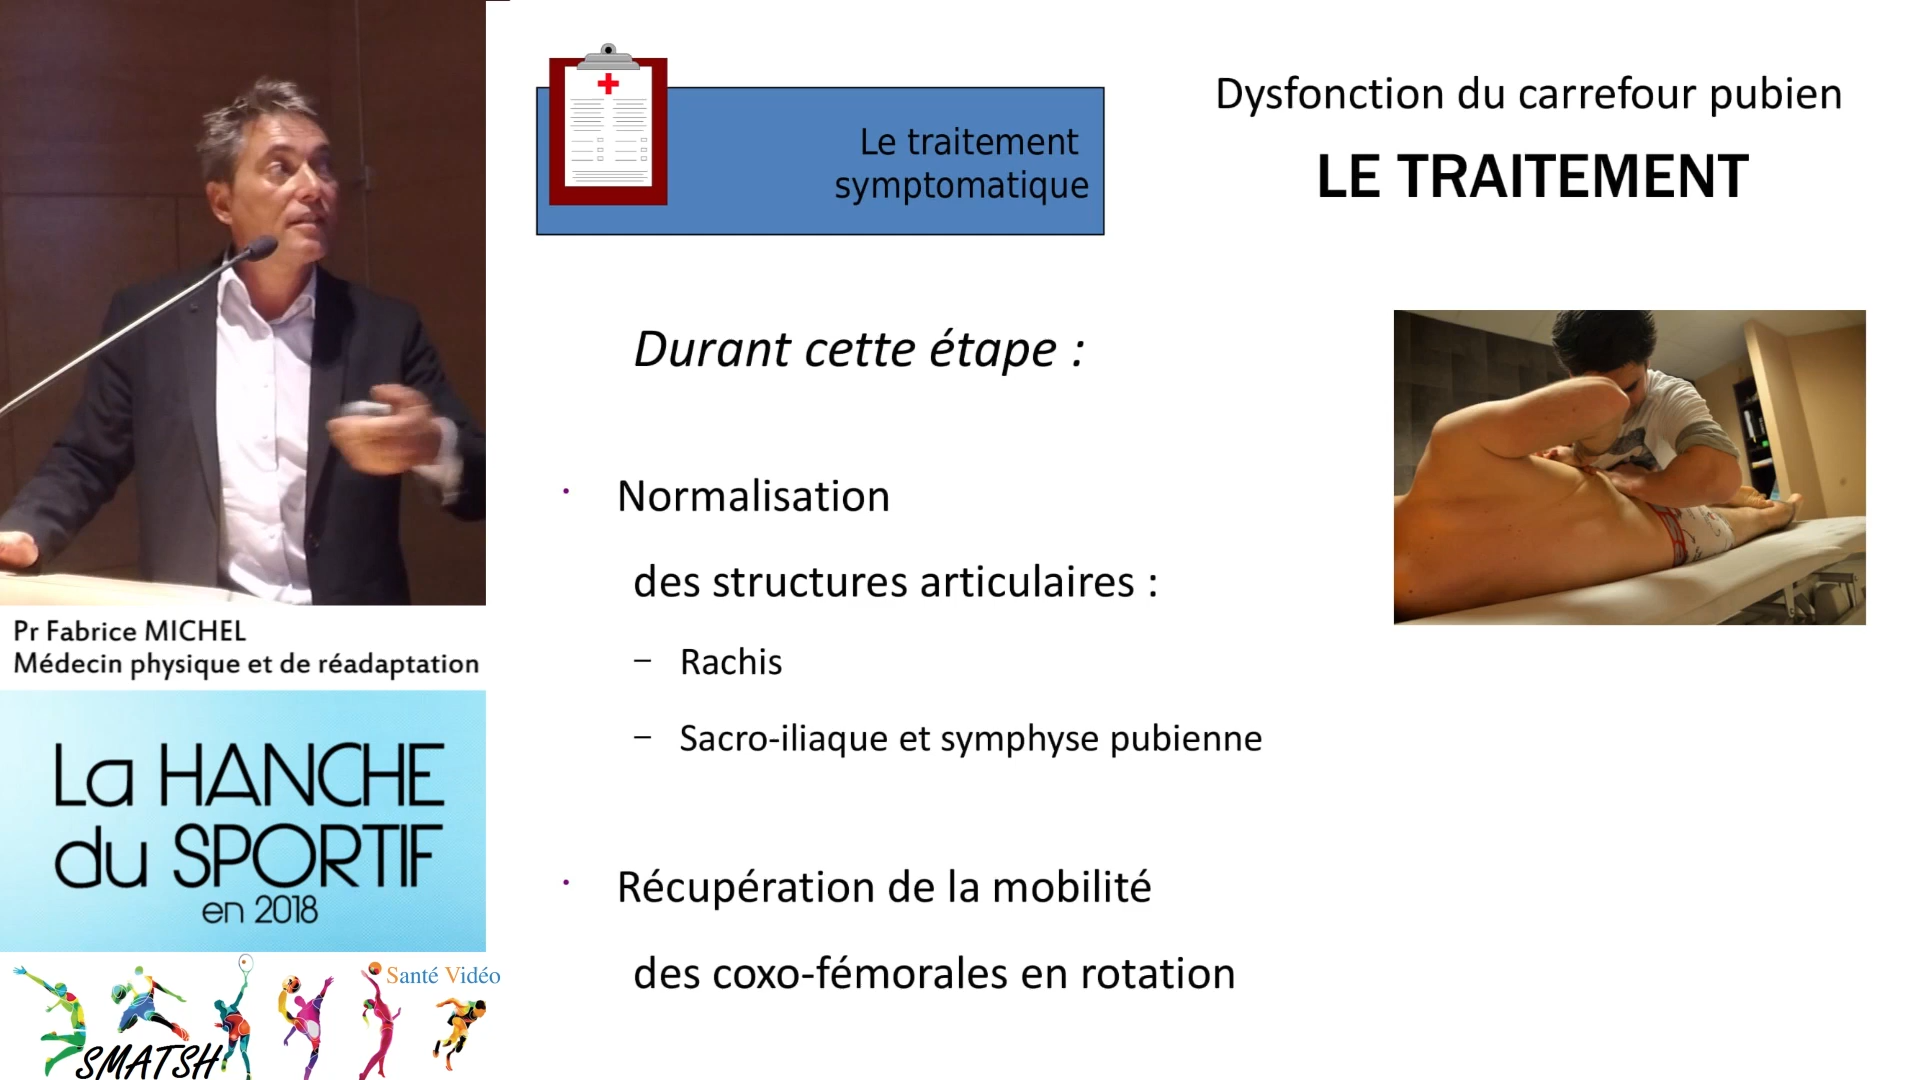 Le traitement
symptomatique
Dysfonction du carrefour pubien
LE TRAITEMENT
Durant cette étape :
· Normalisation
des structures articulaires :
– Rachis
– Sacro-iliaque et symphyse pubienne
· Récupération de la mobilité
des coxo-fémorales en rotation
Pr Fabrice MICHEL
Médecin physique et de réadaptation
La HANCHE
du SPORTIF
en 2018
Santé Vidéo
SMATSH